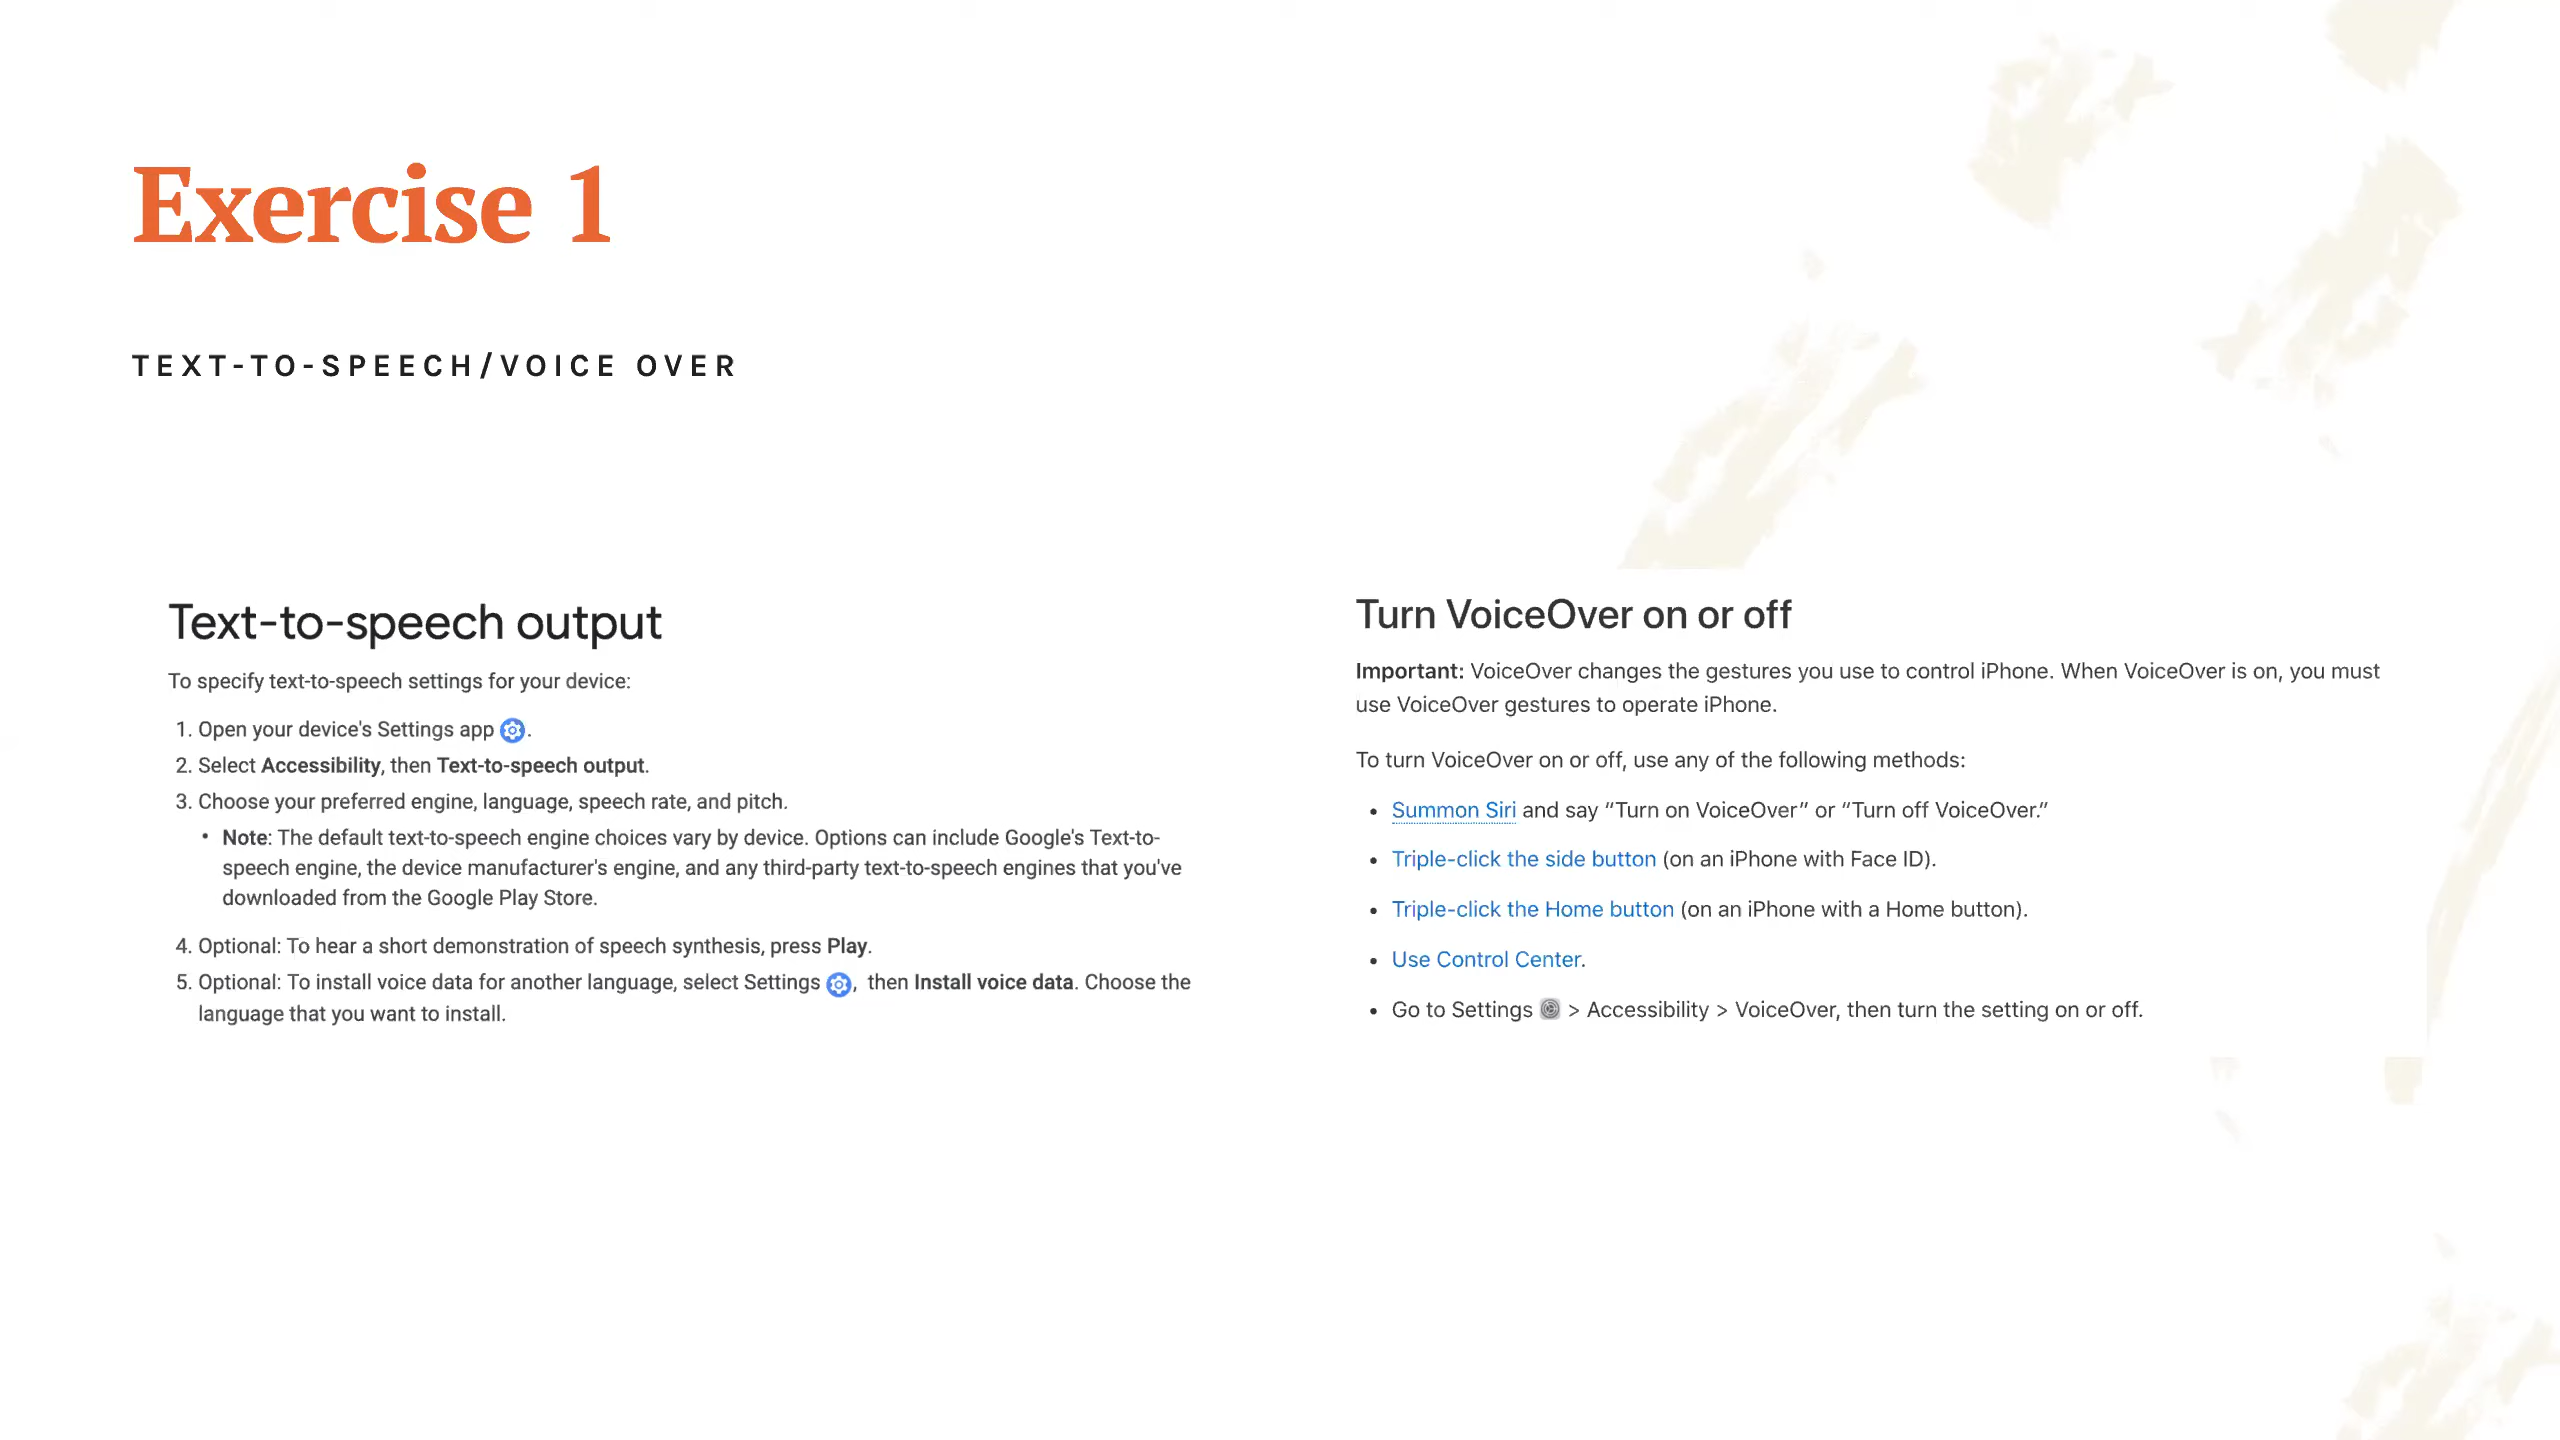 Exercise 1
TEXT-TO-SPEECH/VOICE OVER
Text-to-speech output
To specify text-to-speech settings for your device:
1. Open your device's Settings app .
2. Select Accessibility, then Text-to-speech output.
3. Choose your preferred engine, language, speech rate, and pitch.
• Note: The default text-to-speech engine choices vary by device. Options can include Google's Text-to-
speech engine, the device manufacturer's engine, and any third-party text-to-speech engines that you've
downloaded from the Google Play Store.
4. Optional: To hear a short demonstration of speech synthesis, press Play.
5. Optional: To install voice data for another language, select Settings , then Install voice data. Choose the
language that you want to install.
Turn VoiceOver on or off
Important: VoiceOver changes the gestures you use to control iPhone. When VoiceOver is on, you must
use VoiceOver gestures to operate iPhone.
To turn VoiceOver on or off, use any of the following methods:
• Summon Siri and say “Turn on VoiceOver” or “Turn off VoiceOver.”
• Triple-click the side button (on an iPhone with Face ID).
• Triple-click the Home button (on an iPhone with a Home button).
• Use Control Center.
• Go to Settings > Accessibility > VoiceOver, then turn the setting on or off.